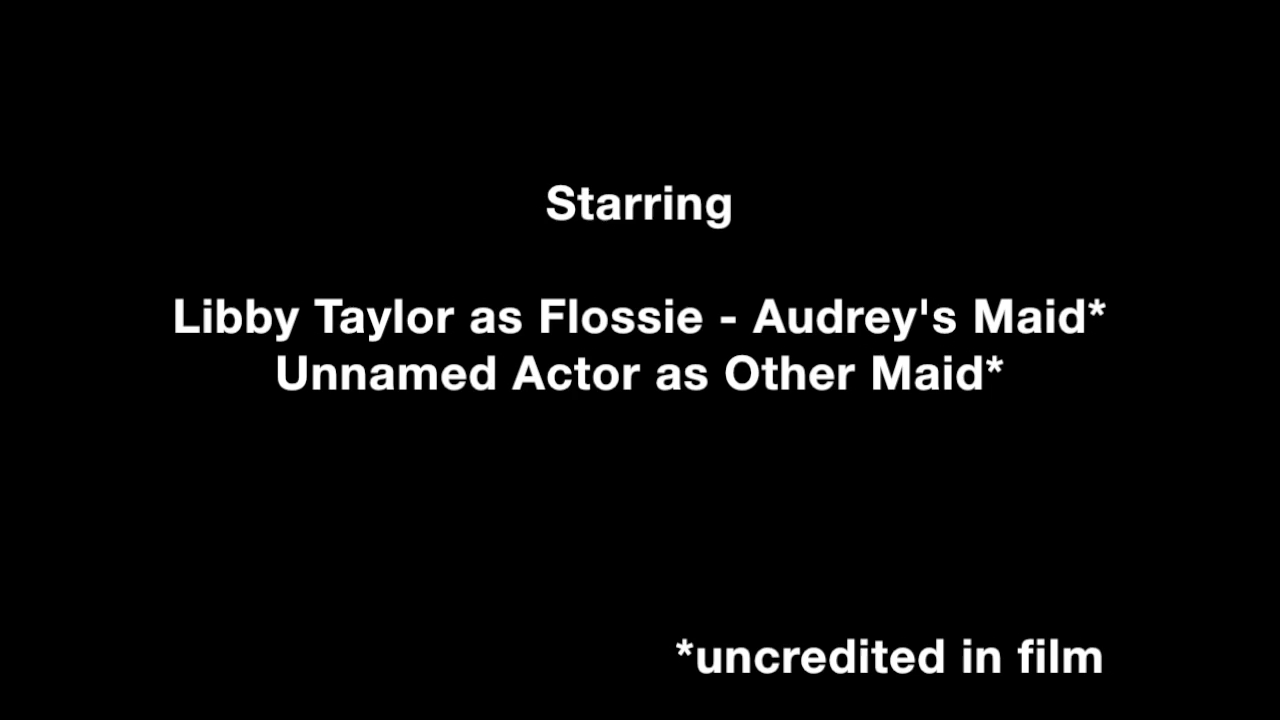 Starring
Libby Taylor as Flossie - Audrey's Maid*
Unnamed Actor as Other Maid*
*uncredited in film